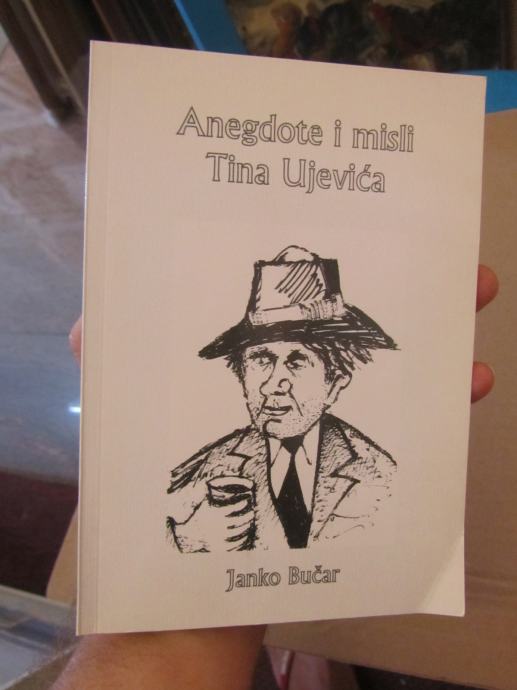 Anegdote i misli
Tina Ujevića
Janko Bučar